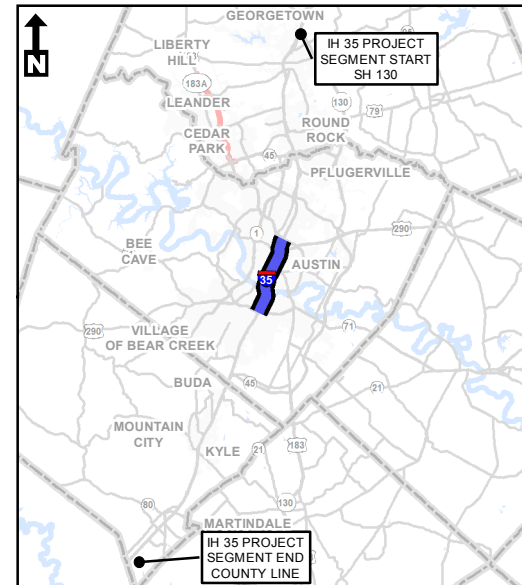 GEORGETOWN
IH 35 PROJECT
SEGMENT START
SH 130
N
LIBERTY
HILL
183A
LEANDER
130
79
CEDAR
PARK
ROUND
ROCK
45
PFLUGERVILLE
1
290
BEE
CAVE
AUSTIN
35
71
290
VILLAGE
OF BEAR CREEK
BUDA
45
21
MOUNTAIN
CITY
KYLE
21
183
80
130
MARTINDALE
IH 35 PROJECT
SEGMENT END
COUNTY LINE